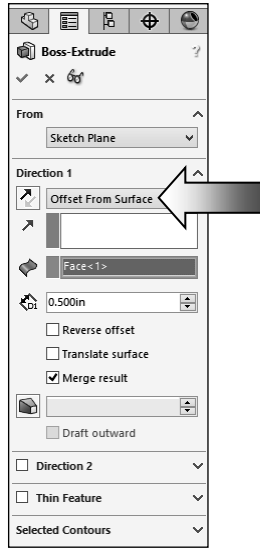 Boss-Extrude ?
From
Sketch Plane
Direction 1
Offset From Surface
Face<1>
D1 0.500in
Reverse offset
Translate surface
Merge result
Draft outward
Direction 2
Thin Feature
Selected Contours